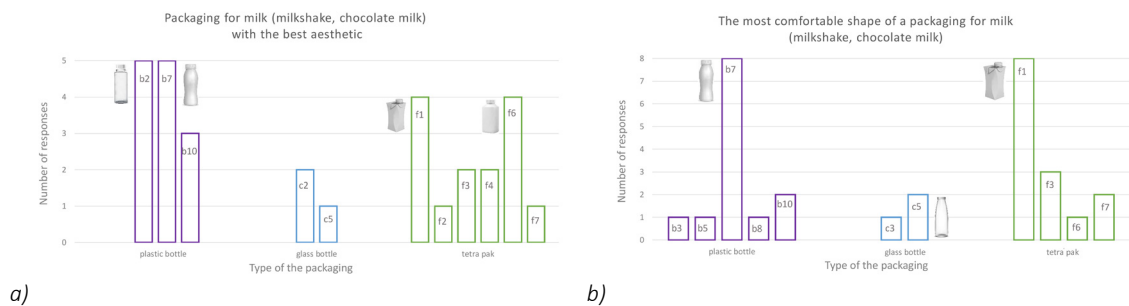 Packaging for milk (milkshake, chocolate milk)
with the best aesthetic
Number of responses
5
4
3
2
1
0
b2
b7
b10
c2
c5
f1
f2
f3
f4
f6
f7
plastic bottle
glass bottle
tetra pak
Type of the packaging
a)
The most comfortable shape of a packaging for milk
(milkshake, chocolate milk)
Number of responses
8
7
6
5
4
3
2
1
0
b3
b5
b7
b8
b10
c3
c5
f1
f3
f6
f7
plastic bottle
glass bottle
tetra pak
Type of the packaging
b)